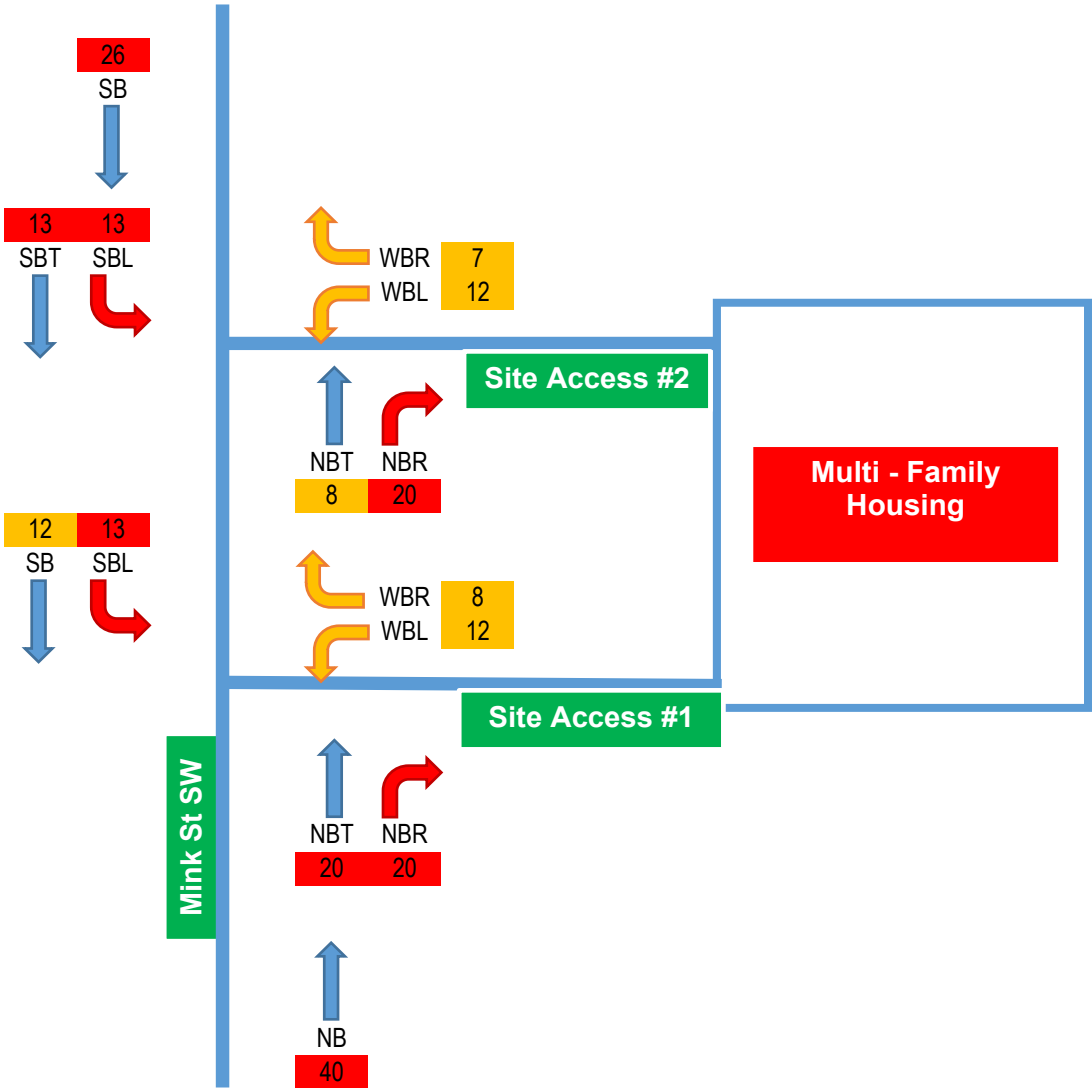 26
SB
13 13
SBT SBL
WBR 7
WBL 12
Site Access #2
NBT NBR
8 20
Multi - Family
Housing
12 13
SB SBL
WBR 8
WBL 12
Site Access #1
Mink St SW
NBT NBR
20 20
NB
40